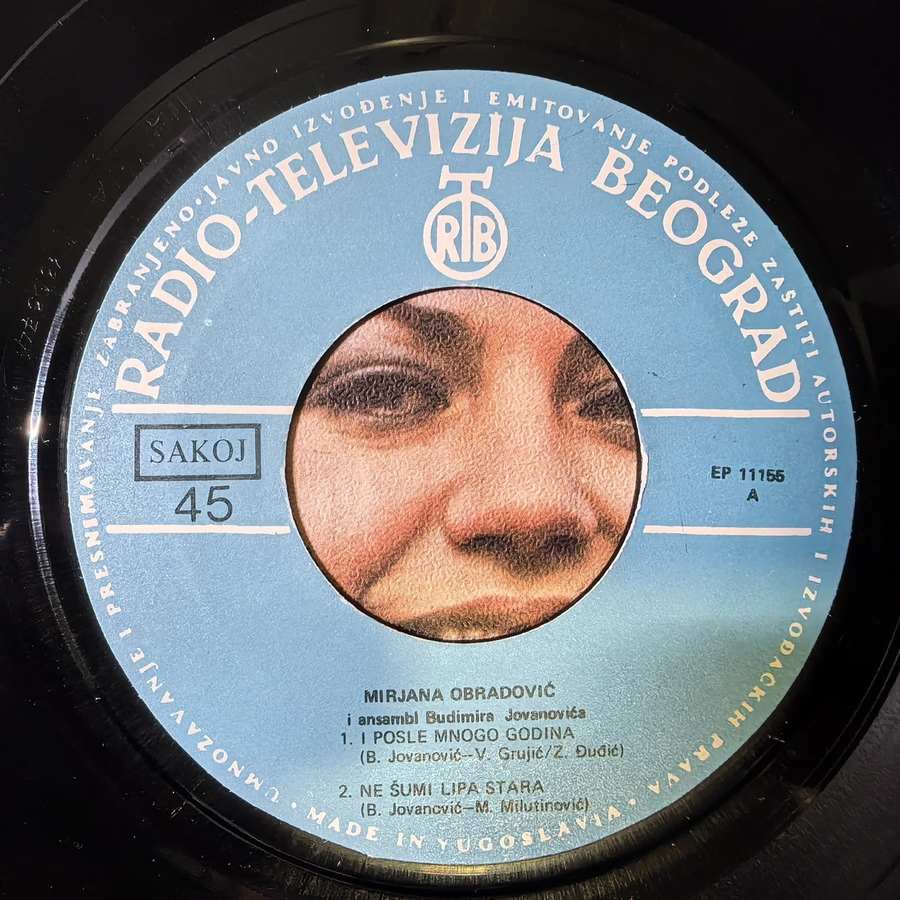 UMNOŽAVANJE I PRESNIMAVANJE ZABRANJENO · JAVNO IZVOĐENJE I EMITOVANJE PODLEŽE ZAŠTITI AUTORSKIH I IZVOĐAČKIH PRAVA · MADE IN YUGOSLAVIA ·
RADIO-TELEVIZIJA BEOGRAD
RTB
SAKOJ
45
EP 11155
A
MIRJANA OBRADOVIĆ
i ansambl Budimira Jovanovića
1. I POSLE MNOGO GODINA
(B. Jovanović--V. Grujić/Z. Đuđić)
2. NE ŠUMI LIPA STARA
(B. Jovanović-M. Milutinović)